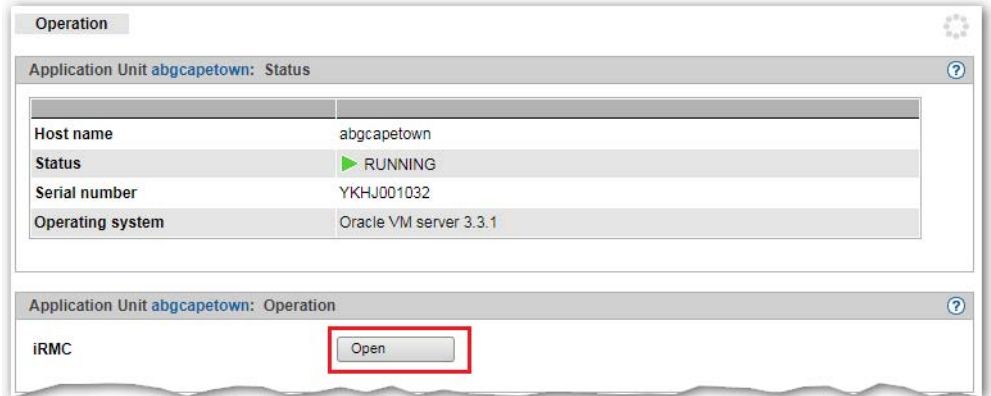 Operation
Application Unit abgcapetown: Status
?
Host name abgcapetown
Status RUNNING
Serial number YKHJ001032
Operating system Oracle VM server 3.3.1
Application Unit abgcapetown: Operation
?
iRMC Open